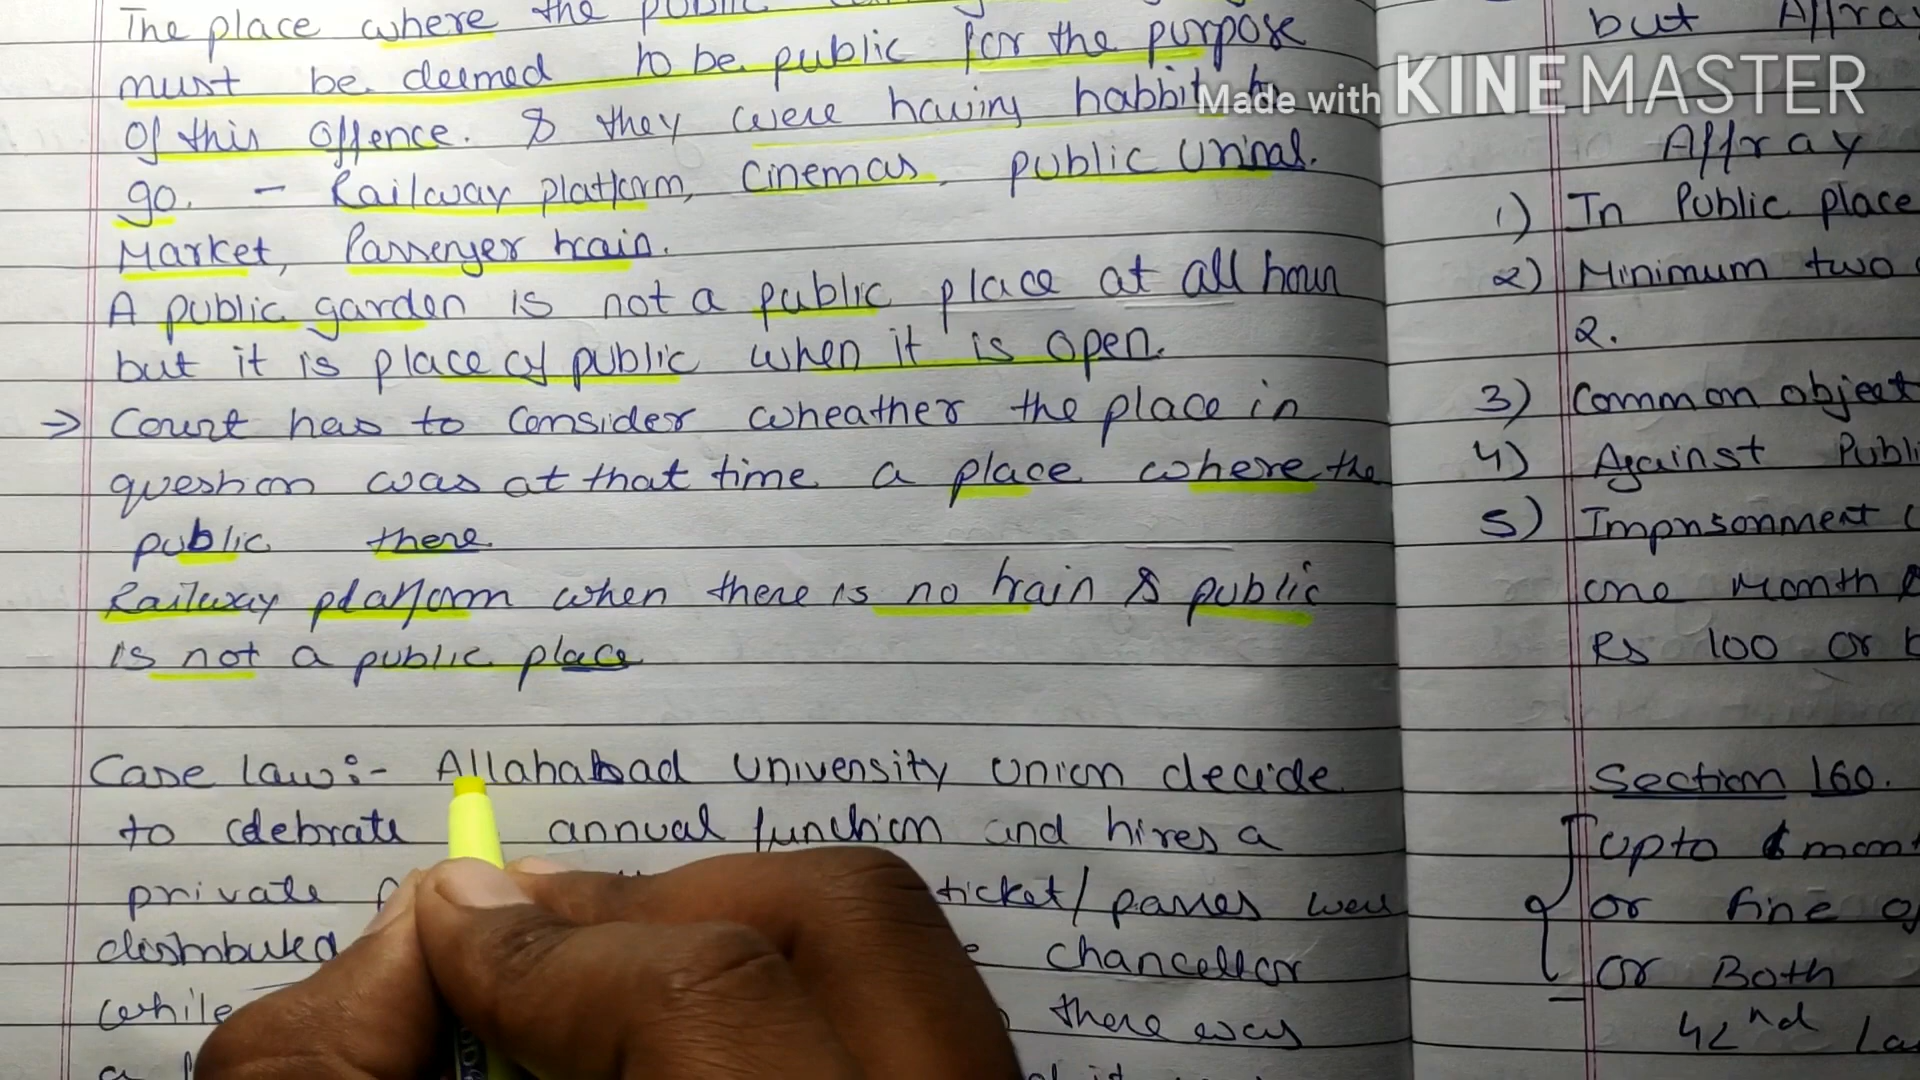 The place where the public
must be deemed to be public for the purpose
of this offence. & they were having habbit to
go. - Railway platform, cinemas, public urinal.
Market, Passenger train.
A public garden is not a public place at all hour
but it is place of public when it is open.
→ Court has to consider wheather the place in
question was at that time a place where the
public there
Railway platform when there is no train & public
is not a public place
Case law:- Allahabad University Union decide
to celebrate annual function and hires a
private ticket/passes were
distributed chancellor
while there was
a
Made with KINEMASTER
but Affray
Affray
1) In Public place
2) Minimum two
2.
3) Common object
4) Against Publi
5) Imprisonment
one month
Rs 100 or
Section 160.
upto 1 mont
or fine of
or Both
42nd La